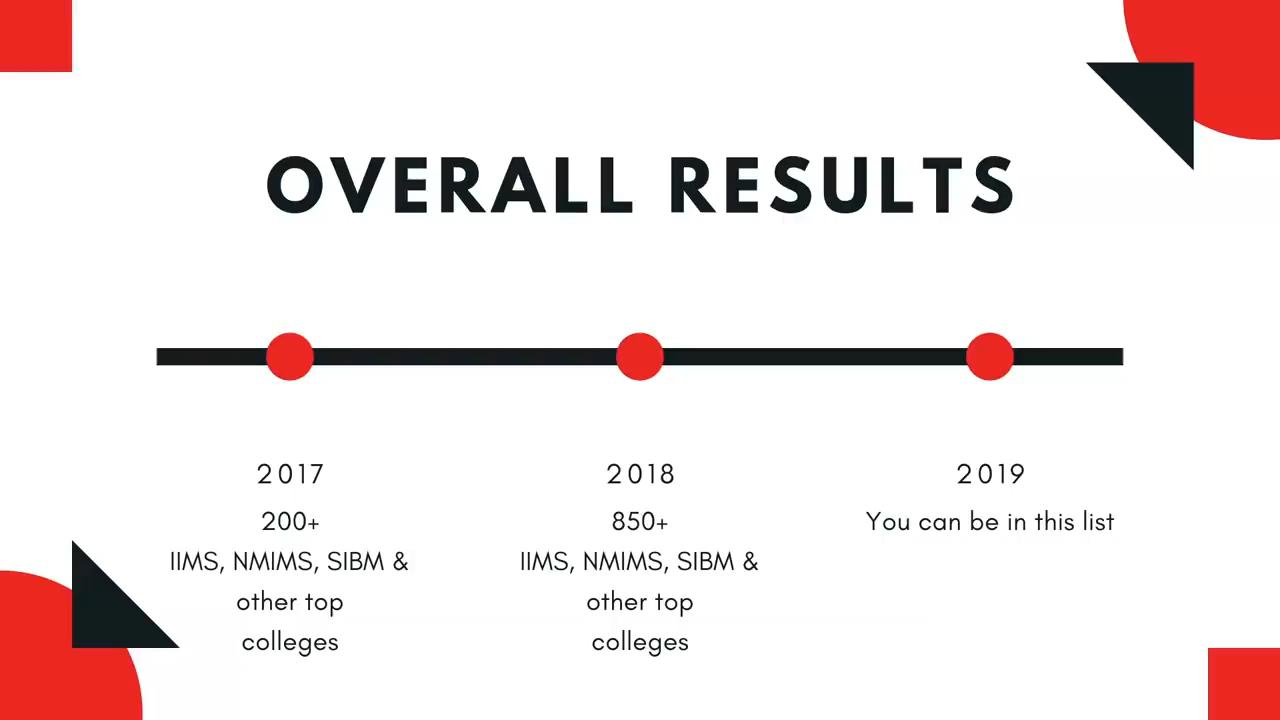 OVERALL RESULTS
2017
200+
IIMS, NMIMS, SIBM &
other top
colleges
2018
850+
IIMS, NMIMS, SIBM &
other top
colleges
2019
You can be in this list